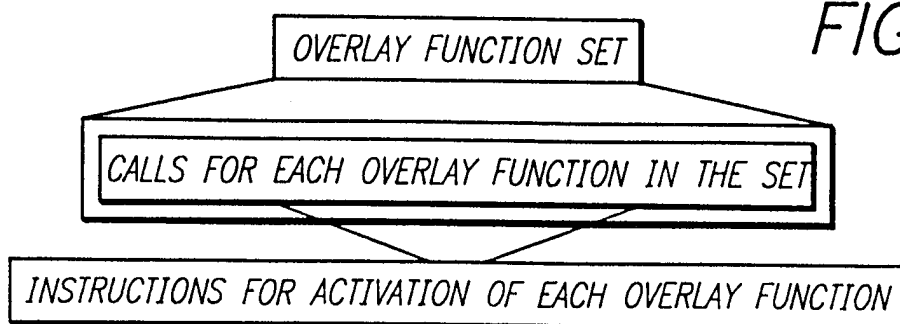 FIG
OVERLAY FUNCTION SET
CALLS FOR EACH OVERLAY FUNCTION IN THE SET
INSTRUCTIONS FOR ACTIVATION OF EACH OVERLAY FUNCTION